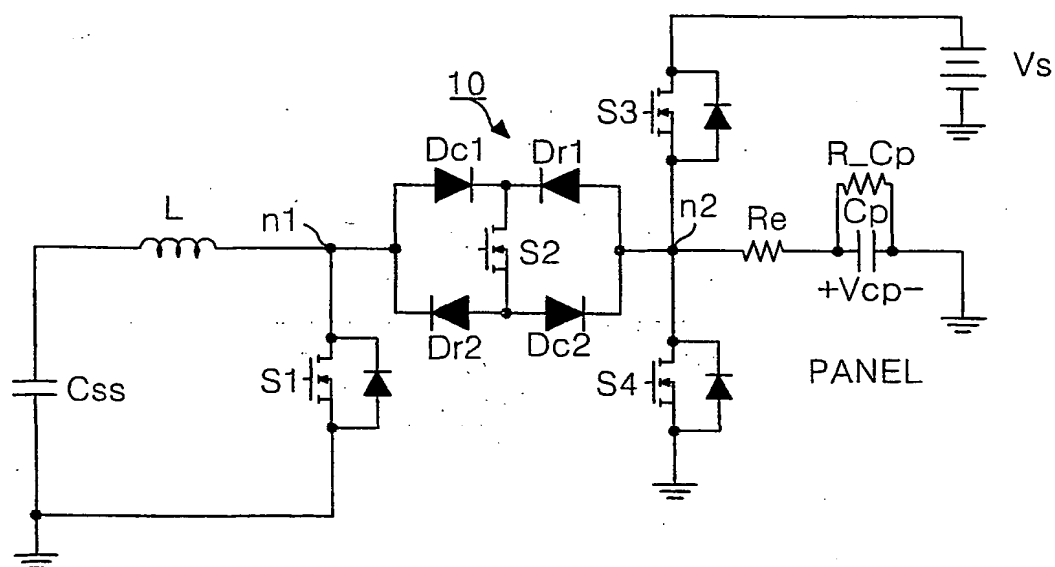 Vs
10
S3
Dc1
Dr1
R_Cp
L
n1
n2
Re
Cp
S2
+Vcp-
Dr2
Dc2
Css
S1
S4
PANEL